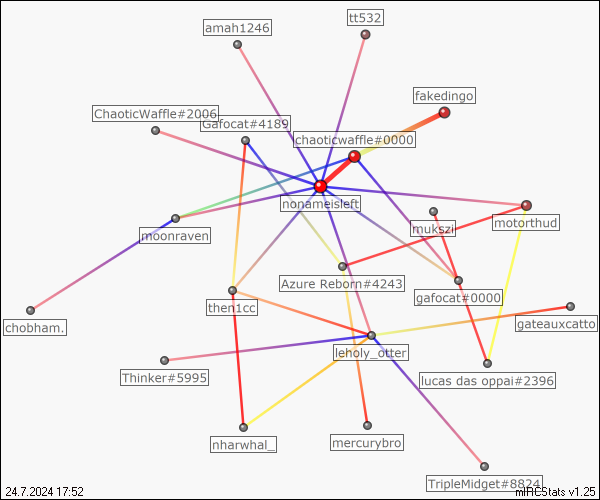 tt532
amah1246
fakedingo
ChaoticWaffle#2006
Gafocat#4189
chaoticwaffle#0000
nonameisleft
motorthud
mukszi
moonraven
Azure Reborn#4243
gafocat#0000
then1cc
gateauxcatto
chobham.
leholy_otter
Thinker#5995
lucas das oppai#2396
nharwhal_
mercurybro
TripleMidget#8824
24.7.2024 17:52
mIRCStats v1.25